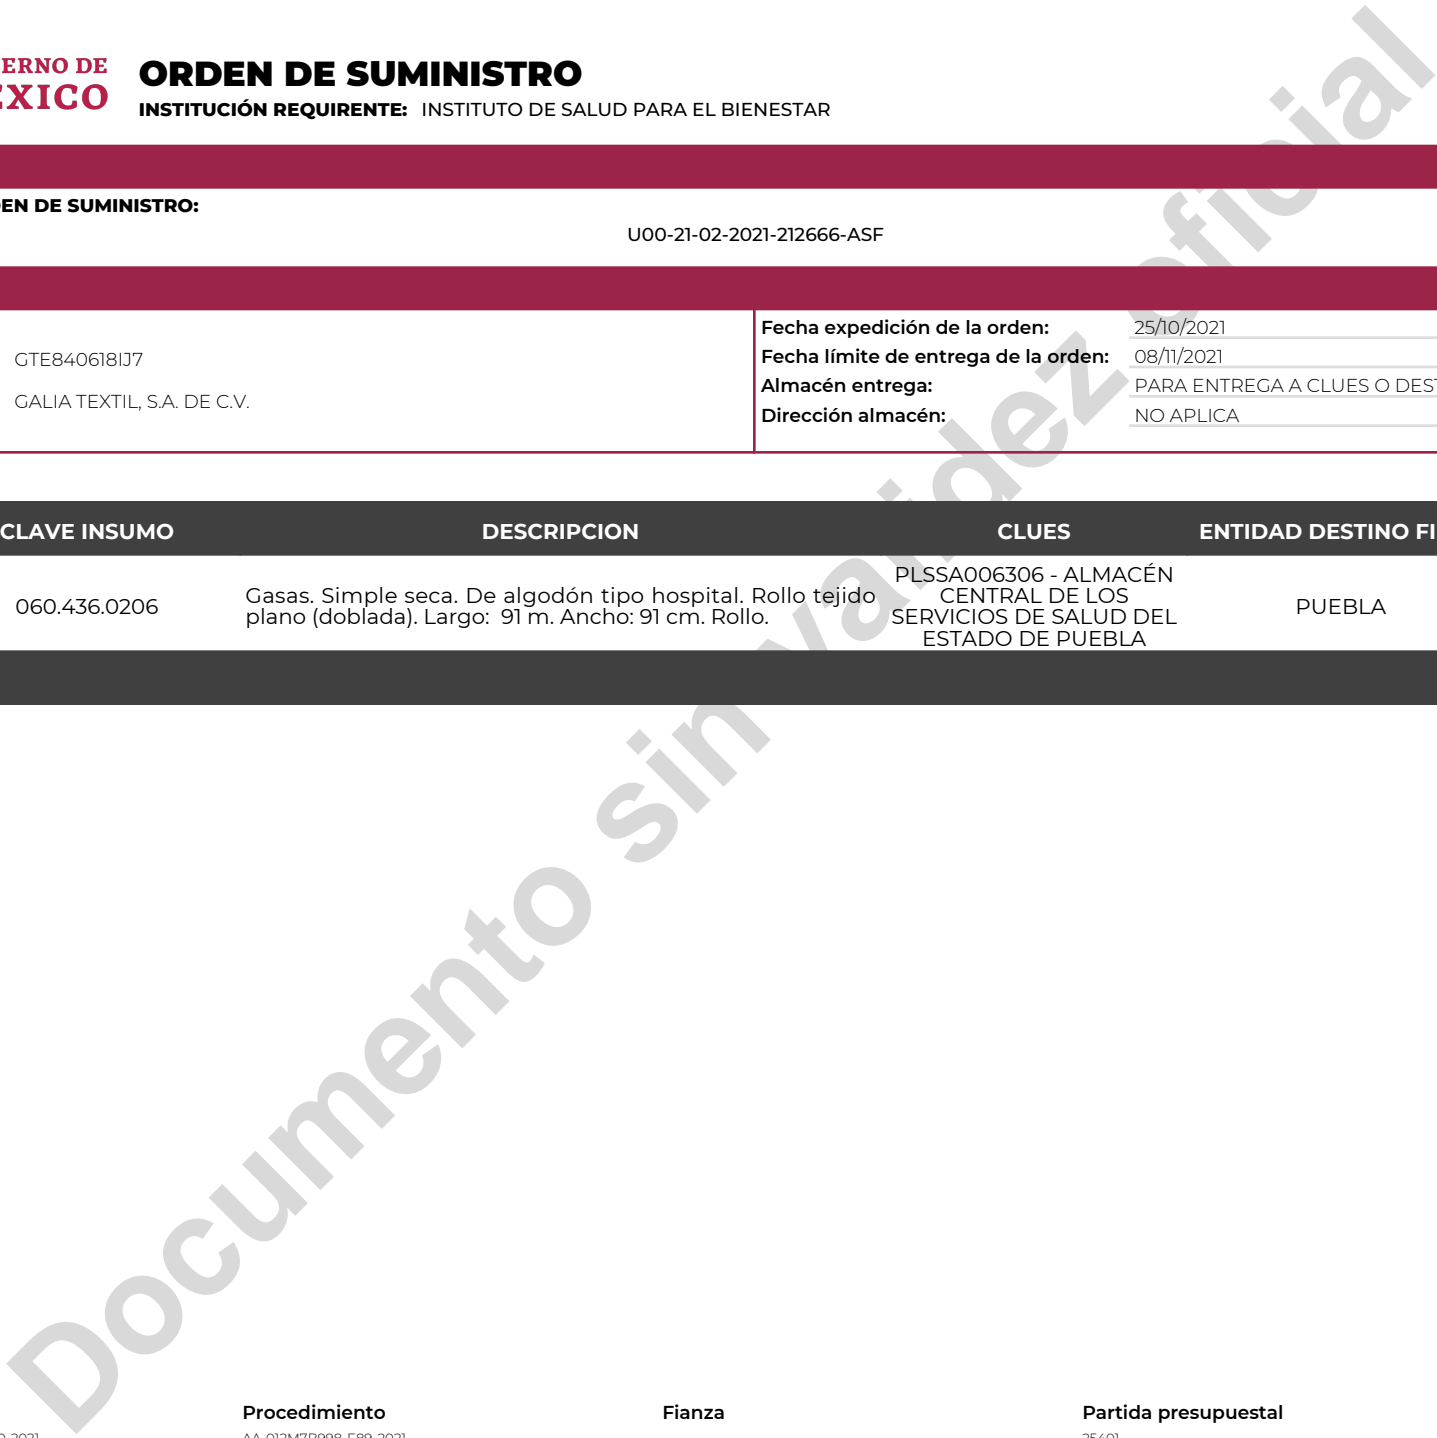 ERNO DE
ÉXICO
ORDEN DE SUMINISTRO
INSTITUCIÓN REQUIRENTE: INSTITUTO DE SALUD PARA EL BIENESTAR
EN DE SUMINISTRO:
U00-21-02-2021-212666-ASF
GTE840618IJ7
GALIA TEXTIL, S.A. DE C.V.
Fecha expedición de la orden: 25/10/2021
Fecha límite de entrega de la orden: 08/11/2021
Almacén entrega: PARA ENTREGA A CLUES O DEST
Dirección almacén: NO APLICA
CLAVE INSUMO DESCRIPCION CLUES ENTIDAD DESTINO FI
060.436.0206
Gasas. Simple seca. De algodón tipo hospital. Rollo tejido
plano (doblada). Largo: 91 m. Ancho: 91 cm. Rollo.
PLSSA006306 - ALMACÉN
CENTRAL DE LOS
SERVICIOS DE SALUD DEL
ESTADO DE PUEBLA
PUEBLA
Documento sin validez oficial
Procedimiento Fianza Partida presupuestal